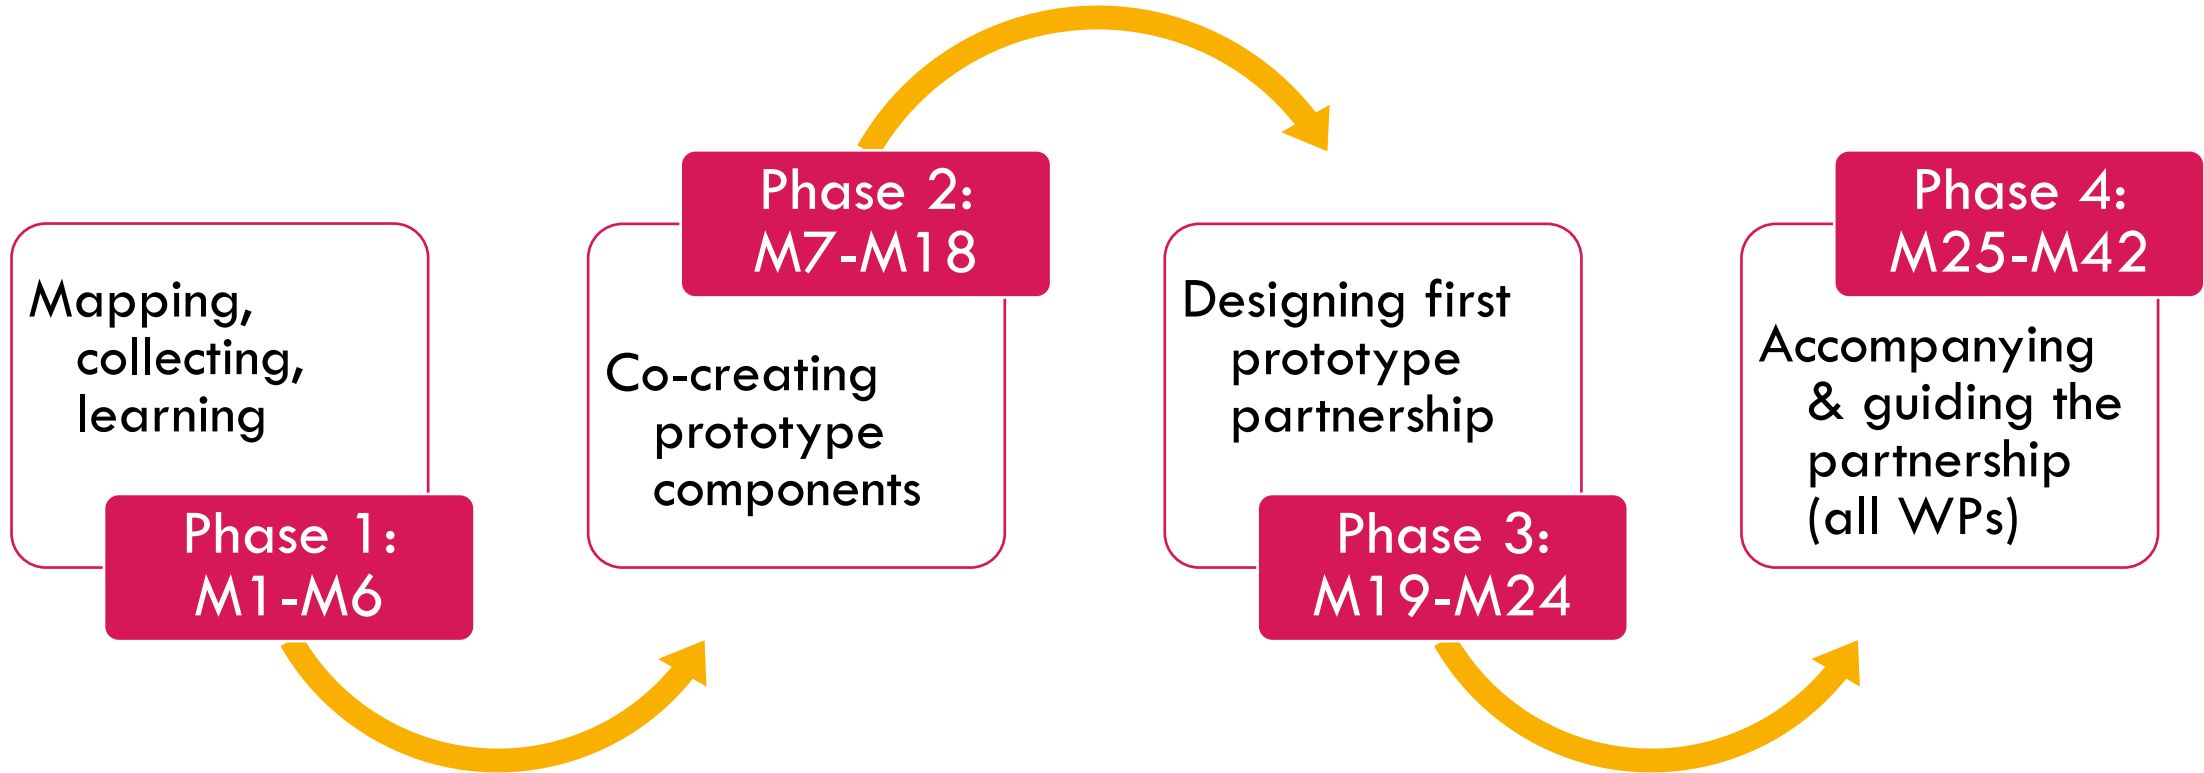 Mapping,
collecting,
learning
Phase 1:
M1-M6
Phase 2:
M7-M18
Co-creating
prototype
components
Designing first
prototype
partnership
Phase 3:
M19-M24
Phase 4:
M25-M42
Accompanying
& guiding the
partnership
(all WPs)